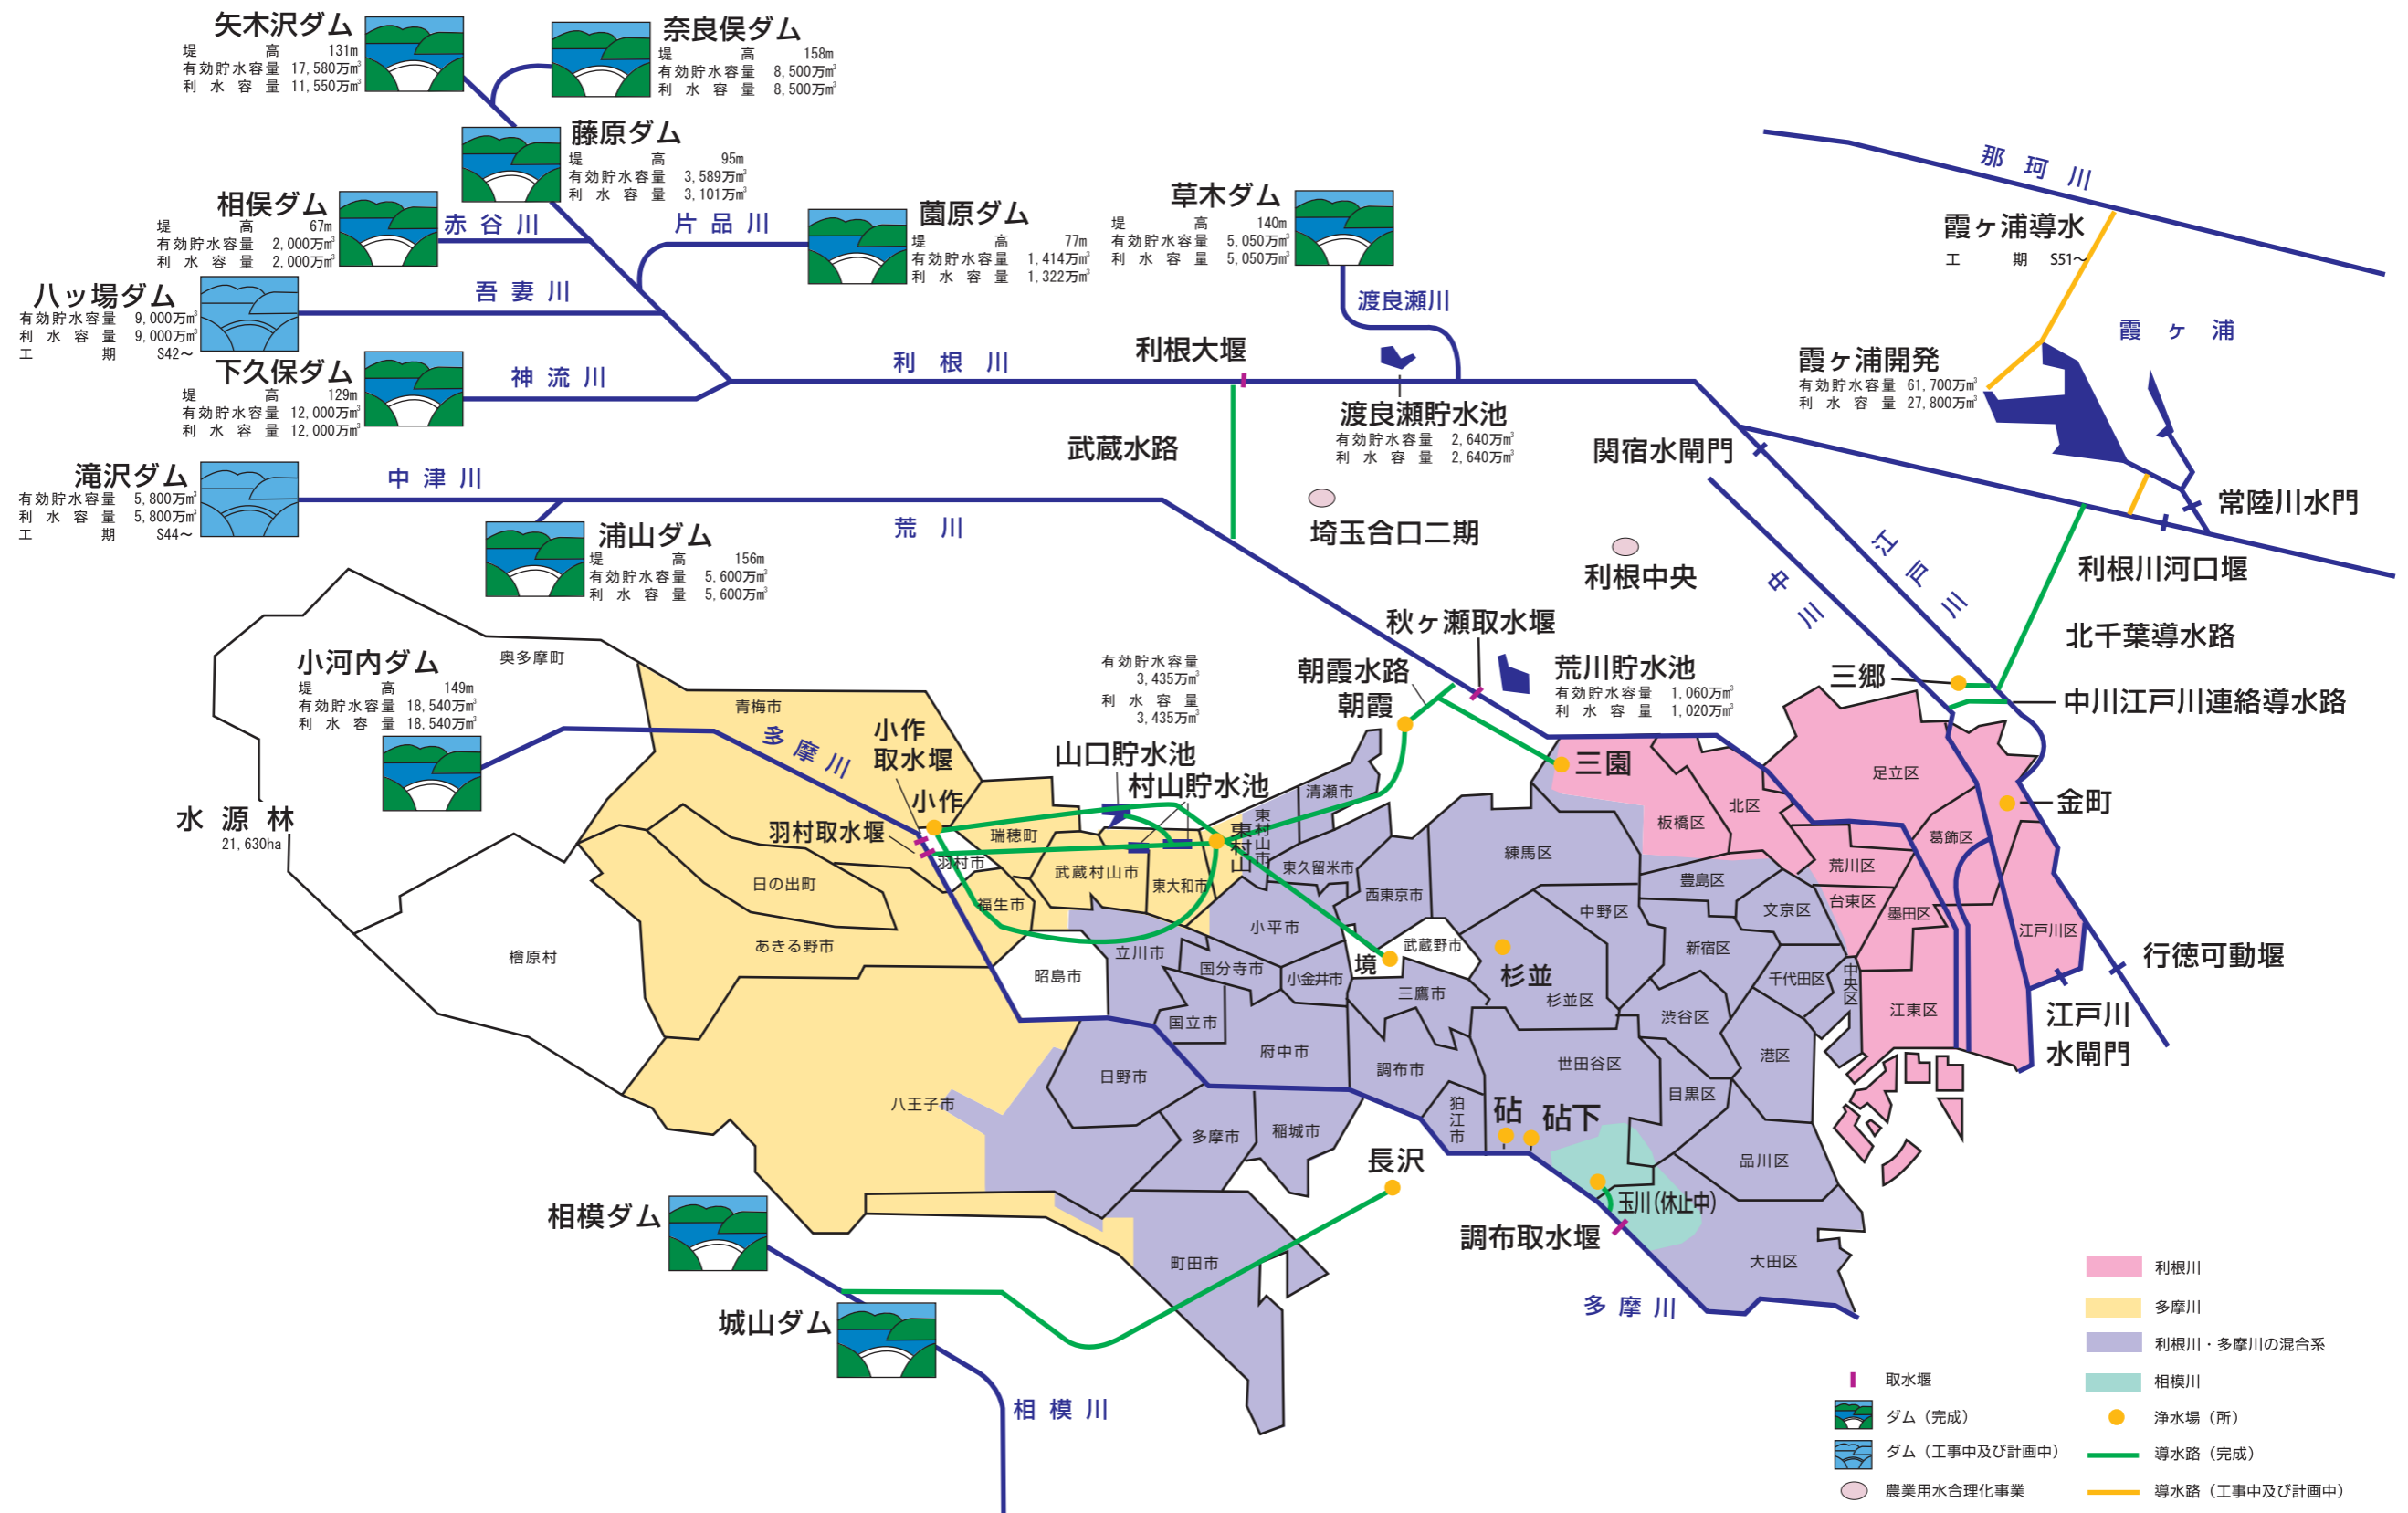 矢木沢ダム
堤高 131m
有効貯水容量 17,580万㎥
利水容量 11,550万㎥
奈良俣ダム
堤高 158m
有効貯水容量 8,500万㎥
利水容量 8,500万㎥
藤原ダム
堤高 95m
有効貯水容量 3,589万㎥
利水容量 3,101万㎥
相俣ダム
堤高 67m
有効貯水容量 2,000万㎥
利水容量 2,000万㎥
赤谷川
片品川
薗原ダム
堤高 77m
有効貯水容量 1,414万㎥
利水容量 1,322万㎥
草木ダム
堤高 140m
有効貯水容量 5,050万㎥
利水容量 5,050万㎥
渡良瀬川
那珂川
霞ヶ浦導水
工期 S51～
霞ヶ浦
八ッ場ダム
有効貯水容量 9,000万㎥
利水容量 9,000万㎥
工期 S42～
吾妻川
下久保ダム
堤高 129m
有効貯水容量 12,000万㎥
利水容量 12,000万㎥
神流川
利根川
利根大堰
渡良瀬貯水池
有効貯水容量 2,640万㎥
利水容量 2,640万㎥
霞ヶ浦開発
有効貯水容量 61,700万㎥
利水容量 27,800万㎥
武蔵水路
関宿水閘門
滝沢ダム
有効貯水容量 5,800万㎥
利水容量 5,800万㎥
工期 S44～
中津川
荒川
浦山ダム
堤高 156m
有効貯水容量 5,600万㎥
利水容量 5,600万㎥
埼玉合口二期
利根中央
常陸川水門
利根川河口堰
江戸川
中川
北千葉導水路
三郷
中川江戸川連絡導水路
秋ヶ瀬取水堰
荒川貯水池
有効貯水容量 1,060万㎥
利水容量 1,020万㎥
朝霞水路
朝霞
三園
小河内ダム
堤高 149m
有効貯水容量 18,540万㎥
利水容量 18,540万㎥
奥多摩町
青梅市
多摩川
小作
取水堰
小作
羽村取水堰
有効貯水容量
3,435万㎥
利水容量
3,435万㎥
山口貯水池
村山貯水池
水源林
21,630ha
瑞穂町
羽村市
武蔵村山市
東大和市
東村山
東村山市
清瀬市
東久留米市
西東京市
練馬区
板橋区
北区
足立区
葛飾区
金町
荒川区
台東区
墨田区
江戸川区
豊島区
文京区
日の出町
福生市
あきる野市
檜原村
昭島市
立川市
小平市
国分寺市
小金井市
境
武蔵野市
杉並
杉並区
中野区
新宿区
千代田区
中央区
江東区
行徳可動堰
江戸川
水閘門
国立市
府中市
三鷹市
調布市
世田谷区
渋谷区
港区
目黒区
日野市
八王子市
多摩市
稲城市
狛江市
砧
砧下
品川区
長沢
玉川(休止中)
調布取水堰
大田区
町田市
多摩川
相模ダム
城山ダム
相模川
利根川
多摩川
利根川・多摩川の混合系
相模川
浄水場（所）
導水路（完成）
導水路（工事中及び計画中）
取水堰
ダム（完成）
ダム（工事中及び計画中）
農業用水合理化事業